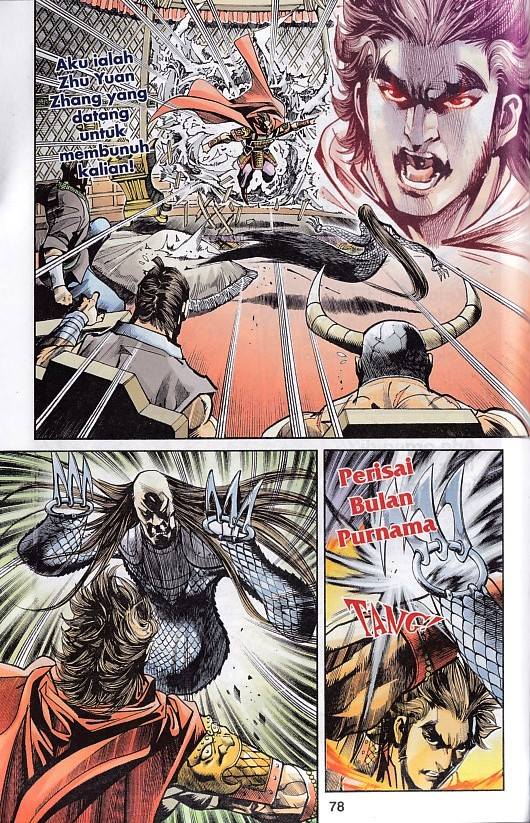 Aku ialah
Zhu Yuan
Zhang yang
datang
untuk
membunuh
kalian!
Perisai
Bulan
Purnama
TANG!
78